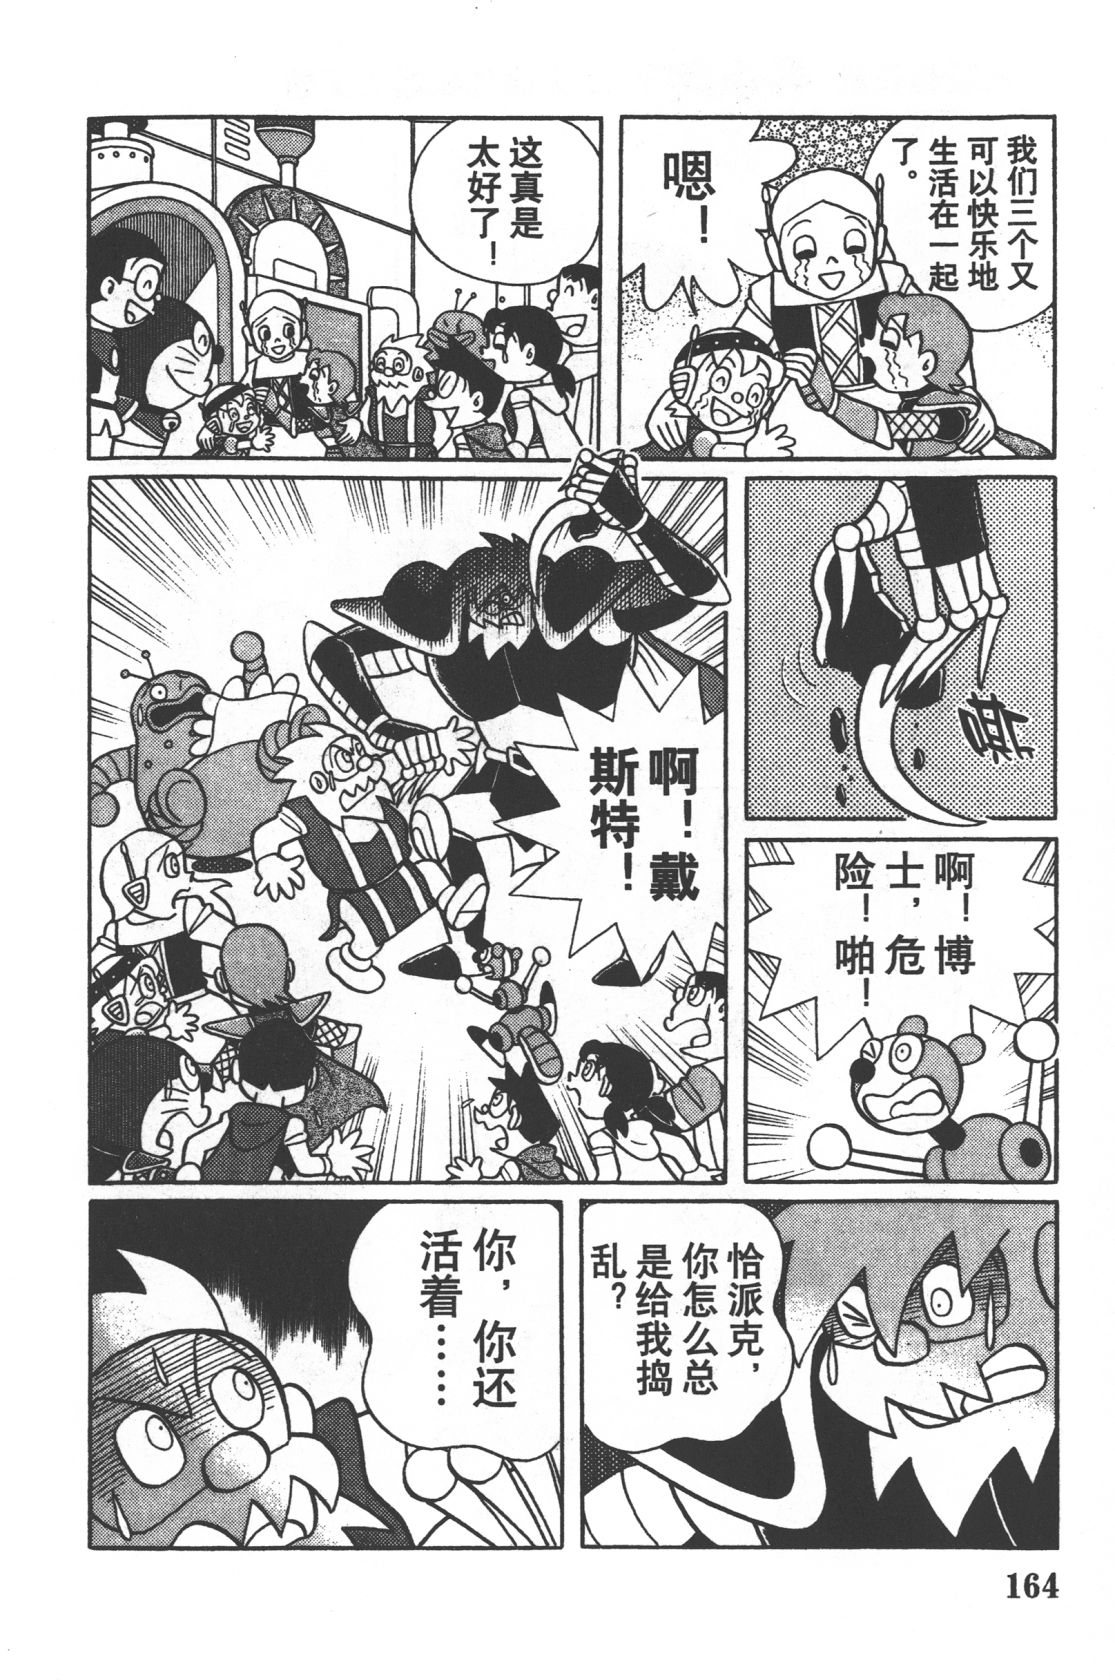 我们三个又
可以快乐地
生活在一起
了。
嗯！
这真是
太好了！
啊！博
士，危
险！啪！
啊！戴
斯特！
恰派克，
你怎么总
是给我捣
乱？
你，你还
活着……
164